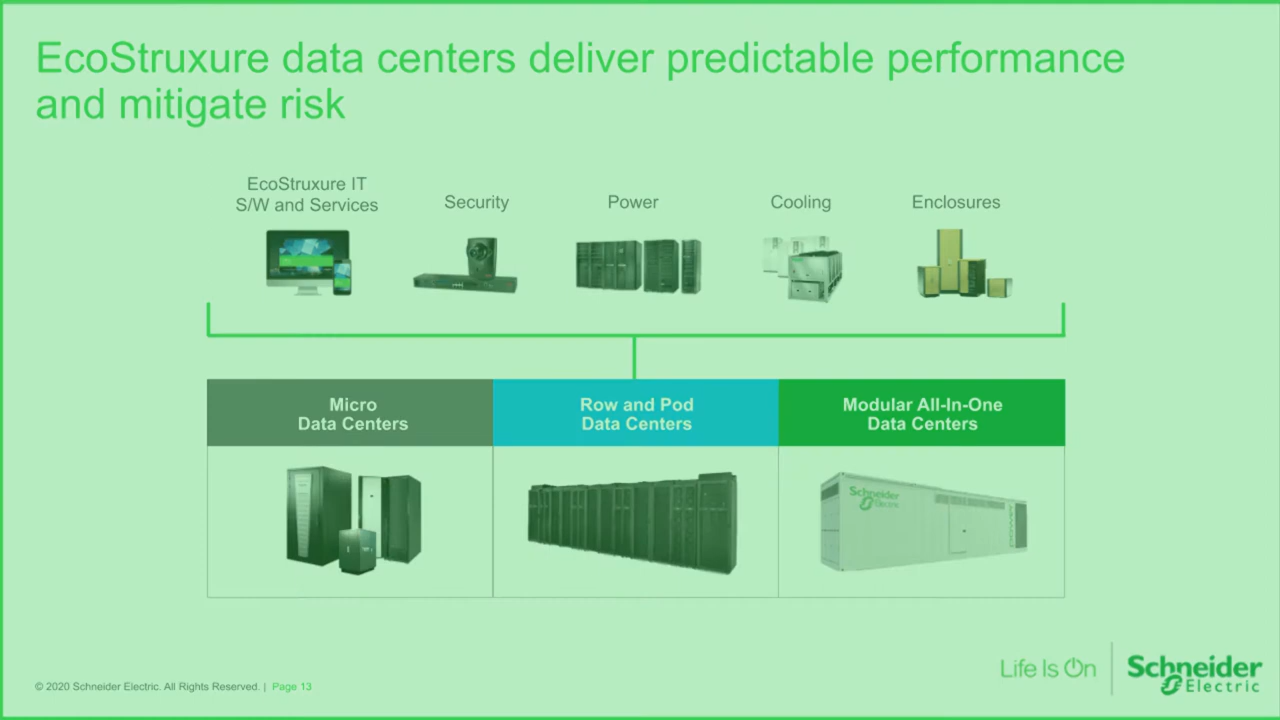 EcoStruxure data centers deliver predictable performance
and mitigate risk
EcoStruxure IT
S/W and Services
Security
Power
Cooling
Enclosures
Micro
Data Centers
Row and Pod
Data Centers
Modular All-In-One
Data Centers
Schneider
Electric
© 2020 Schneider Electric. All Rights Reserved. | Page 13
Life Is On
Schneider
Electric